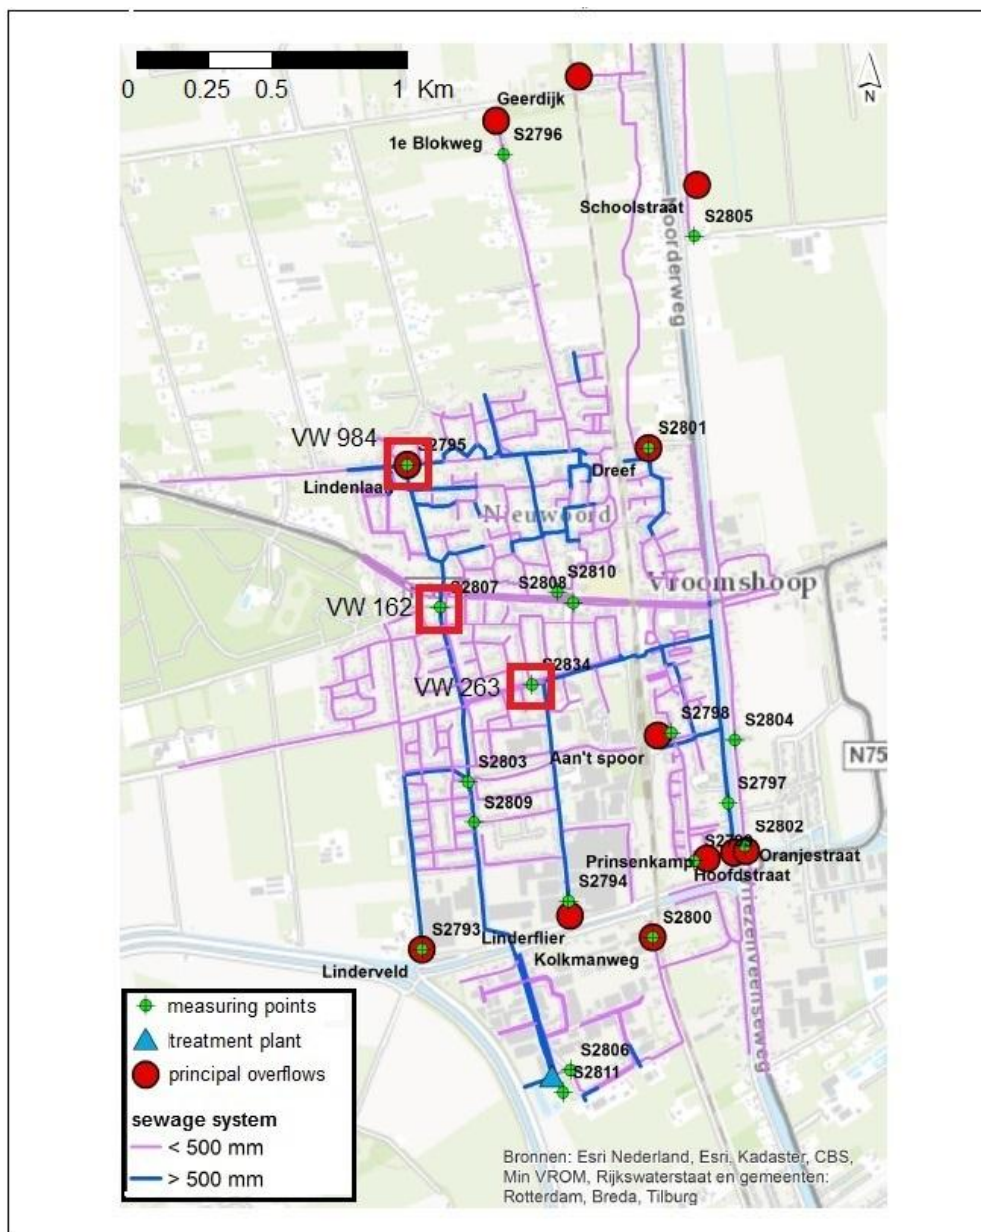 0 0.25 0.5 1 Km
N
Geerdijk
S2796
1e Blokweg
Schoolstraat
S2805
Noorderweg
VW 984
S2795
S2801
Lindenlaag
Dreef
Nieuwoord
S2808
S2810
S2807
Vroomshoop
VW 162
S2834
VW 263
S2798
S2804
Aan't spoor
N75
S2803
S2797
S2809
S2802
Prinsenkamp
Oranjestraat
Hoofdstraat
S2794
Linderflier
S2800
S2793
Kolkmanweg
Linderveld
measuring points
treatment plant
principal overflows
sewage system
< 500 mm
> 500 mm
S2806
S2811
Bronnen: Esri Nederland, Esri, Kadaster, CBS,
Min VROM, Rijkswaterstaat en gemeenten:
Rotterdam, Breda, Tilburg